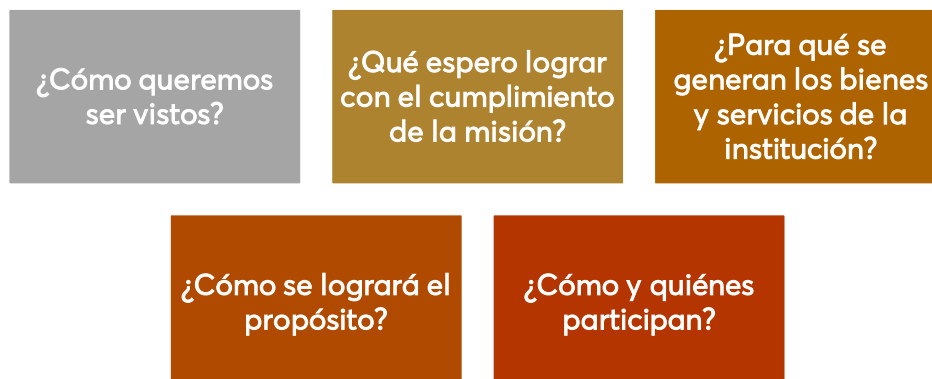 ¿Cómo queremos
ser vistos?
¿Qué espero lograr
con el cumplimiento
de la misión?
¿Para qué se
generan los bienes
y servicios de la
institución?
¿Cómo se logrará el
propósito?
¿Cómo y quiénes
participan?